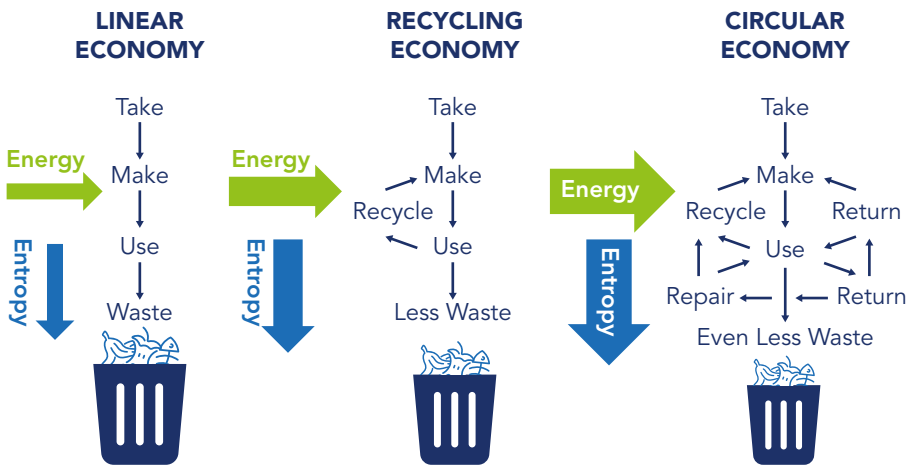 LINEAR
ECONOMY
Take
Energy
Make
Entropy
Use
Waste
RECYCLING
ECONOMY
Take
Energy
Make
Recycle
Entropy
Use
Less Waste
CIRCULAR
ECONOMY
Take
Energy
Make
Recycle
Return
Entropy
Use
Repair
Return
Even Less Waste